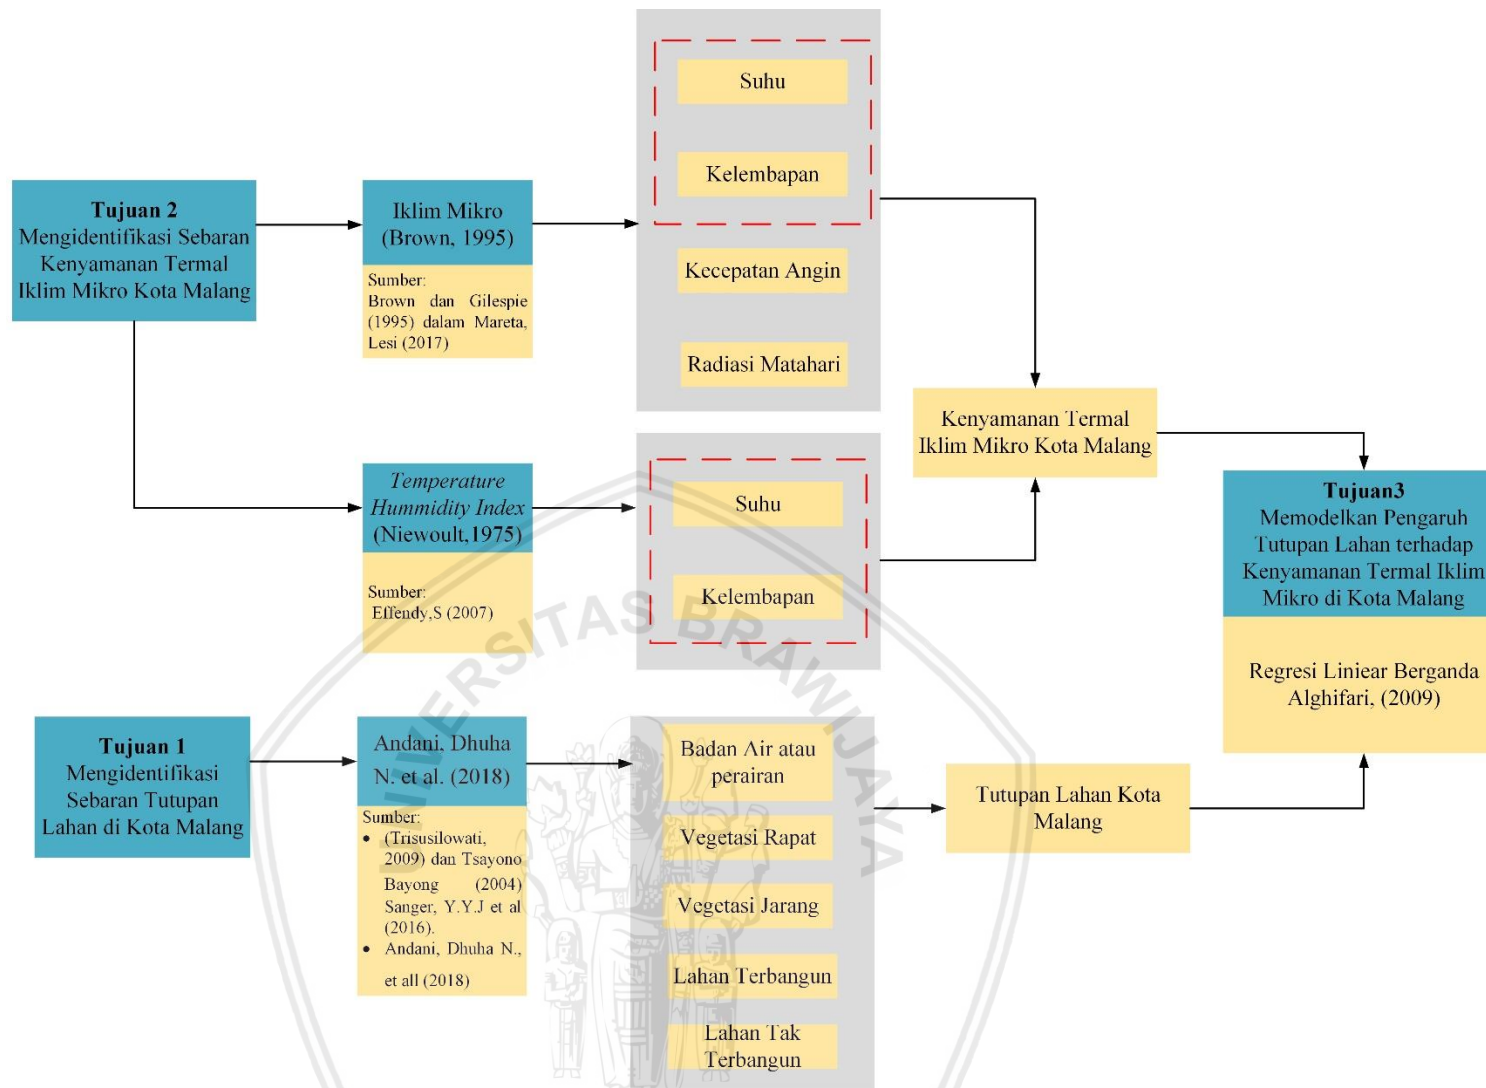 Suhu
Kelembapan
Kecepatan Angin
Radiasi Matahari
Tujuan 2
Mengidentifikasi Sebaran
Kenyamanan Termal
Iklim Mikro Kota Malang
Iklim Mikro
(Brown, 1995)
Sumber:
Brown dan Gilespie
(1995) dalam Mareta,
Lesi (2017)
Temperature
Hummidity Index
(Niewoult,1975)
Sumber:
Effendy,S (2007)
Suhu
Kelembapan
Kenyamanan Termal
Iklim Mikro Kota Malang
Tujuan3
Memodelkan Pengaruh
Tutupan Lahan terhadap
Kenyamanan Termal Iklim
Mikro di Kota Malang
Regresi Liniear Berganda
Alghifari, (2009)
Tujuan 1
Mengidentifikasi
Sebaran Tutupan
Lahan di Kota Malang
Andani, Dhuha
N. et al. (2018)
Sumber:
• (Trisusilowati,
2009) dan Tsayono
Bayong (2004)
Sanger, Y.Y.J et al
(2016).
• Andani, Dhuha N.,
et all (2018)
Badan Air atau
perairan
Vegetasi Rapat
Vegetasi Jarang
Lahan Terbangun
Lahan Tak
Terbangun
Tutupan Lahan Kota
Malang
UNIVERSITAS BRAWIJAYA